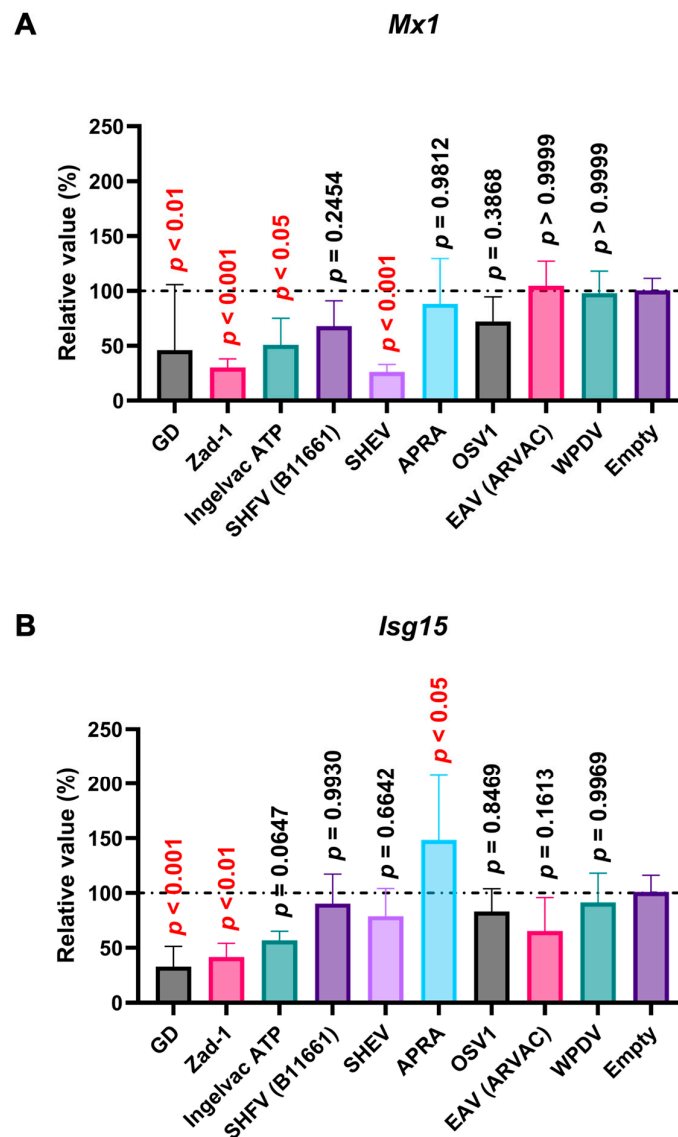 A
Mx1
Relative value (%)
250
200
150
100
50
0
p < 0.01
p < 0.001
p < 0.05
p = 0.2454
p < 0.001
p = 0.9812
p = 0.3868
p > 0.9999
p > 0.9999
GD
Zad-1
Ingelvac ATP
SHFV (B11661)
SHEV
APRA
OSV1
EAV (ARVAC)
WPDV
Empty
B
Isg15
Relative value (%)
250
200
150
100
50
0
p < 0.001
p < 0.01
p = 0.0647
p = 0.9930
p = 0.6642
p < 0.05
p = 0.8469
p = 0.1613
p = 0.9969
GD
Zad-1
Ingelvac ATP
SHFV (B11661)
SHEV
APRA
OSV1
EAV (ARVAC)
WPDV
Empty